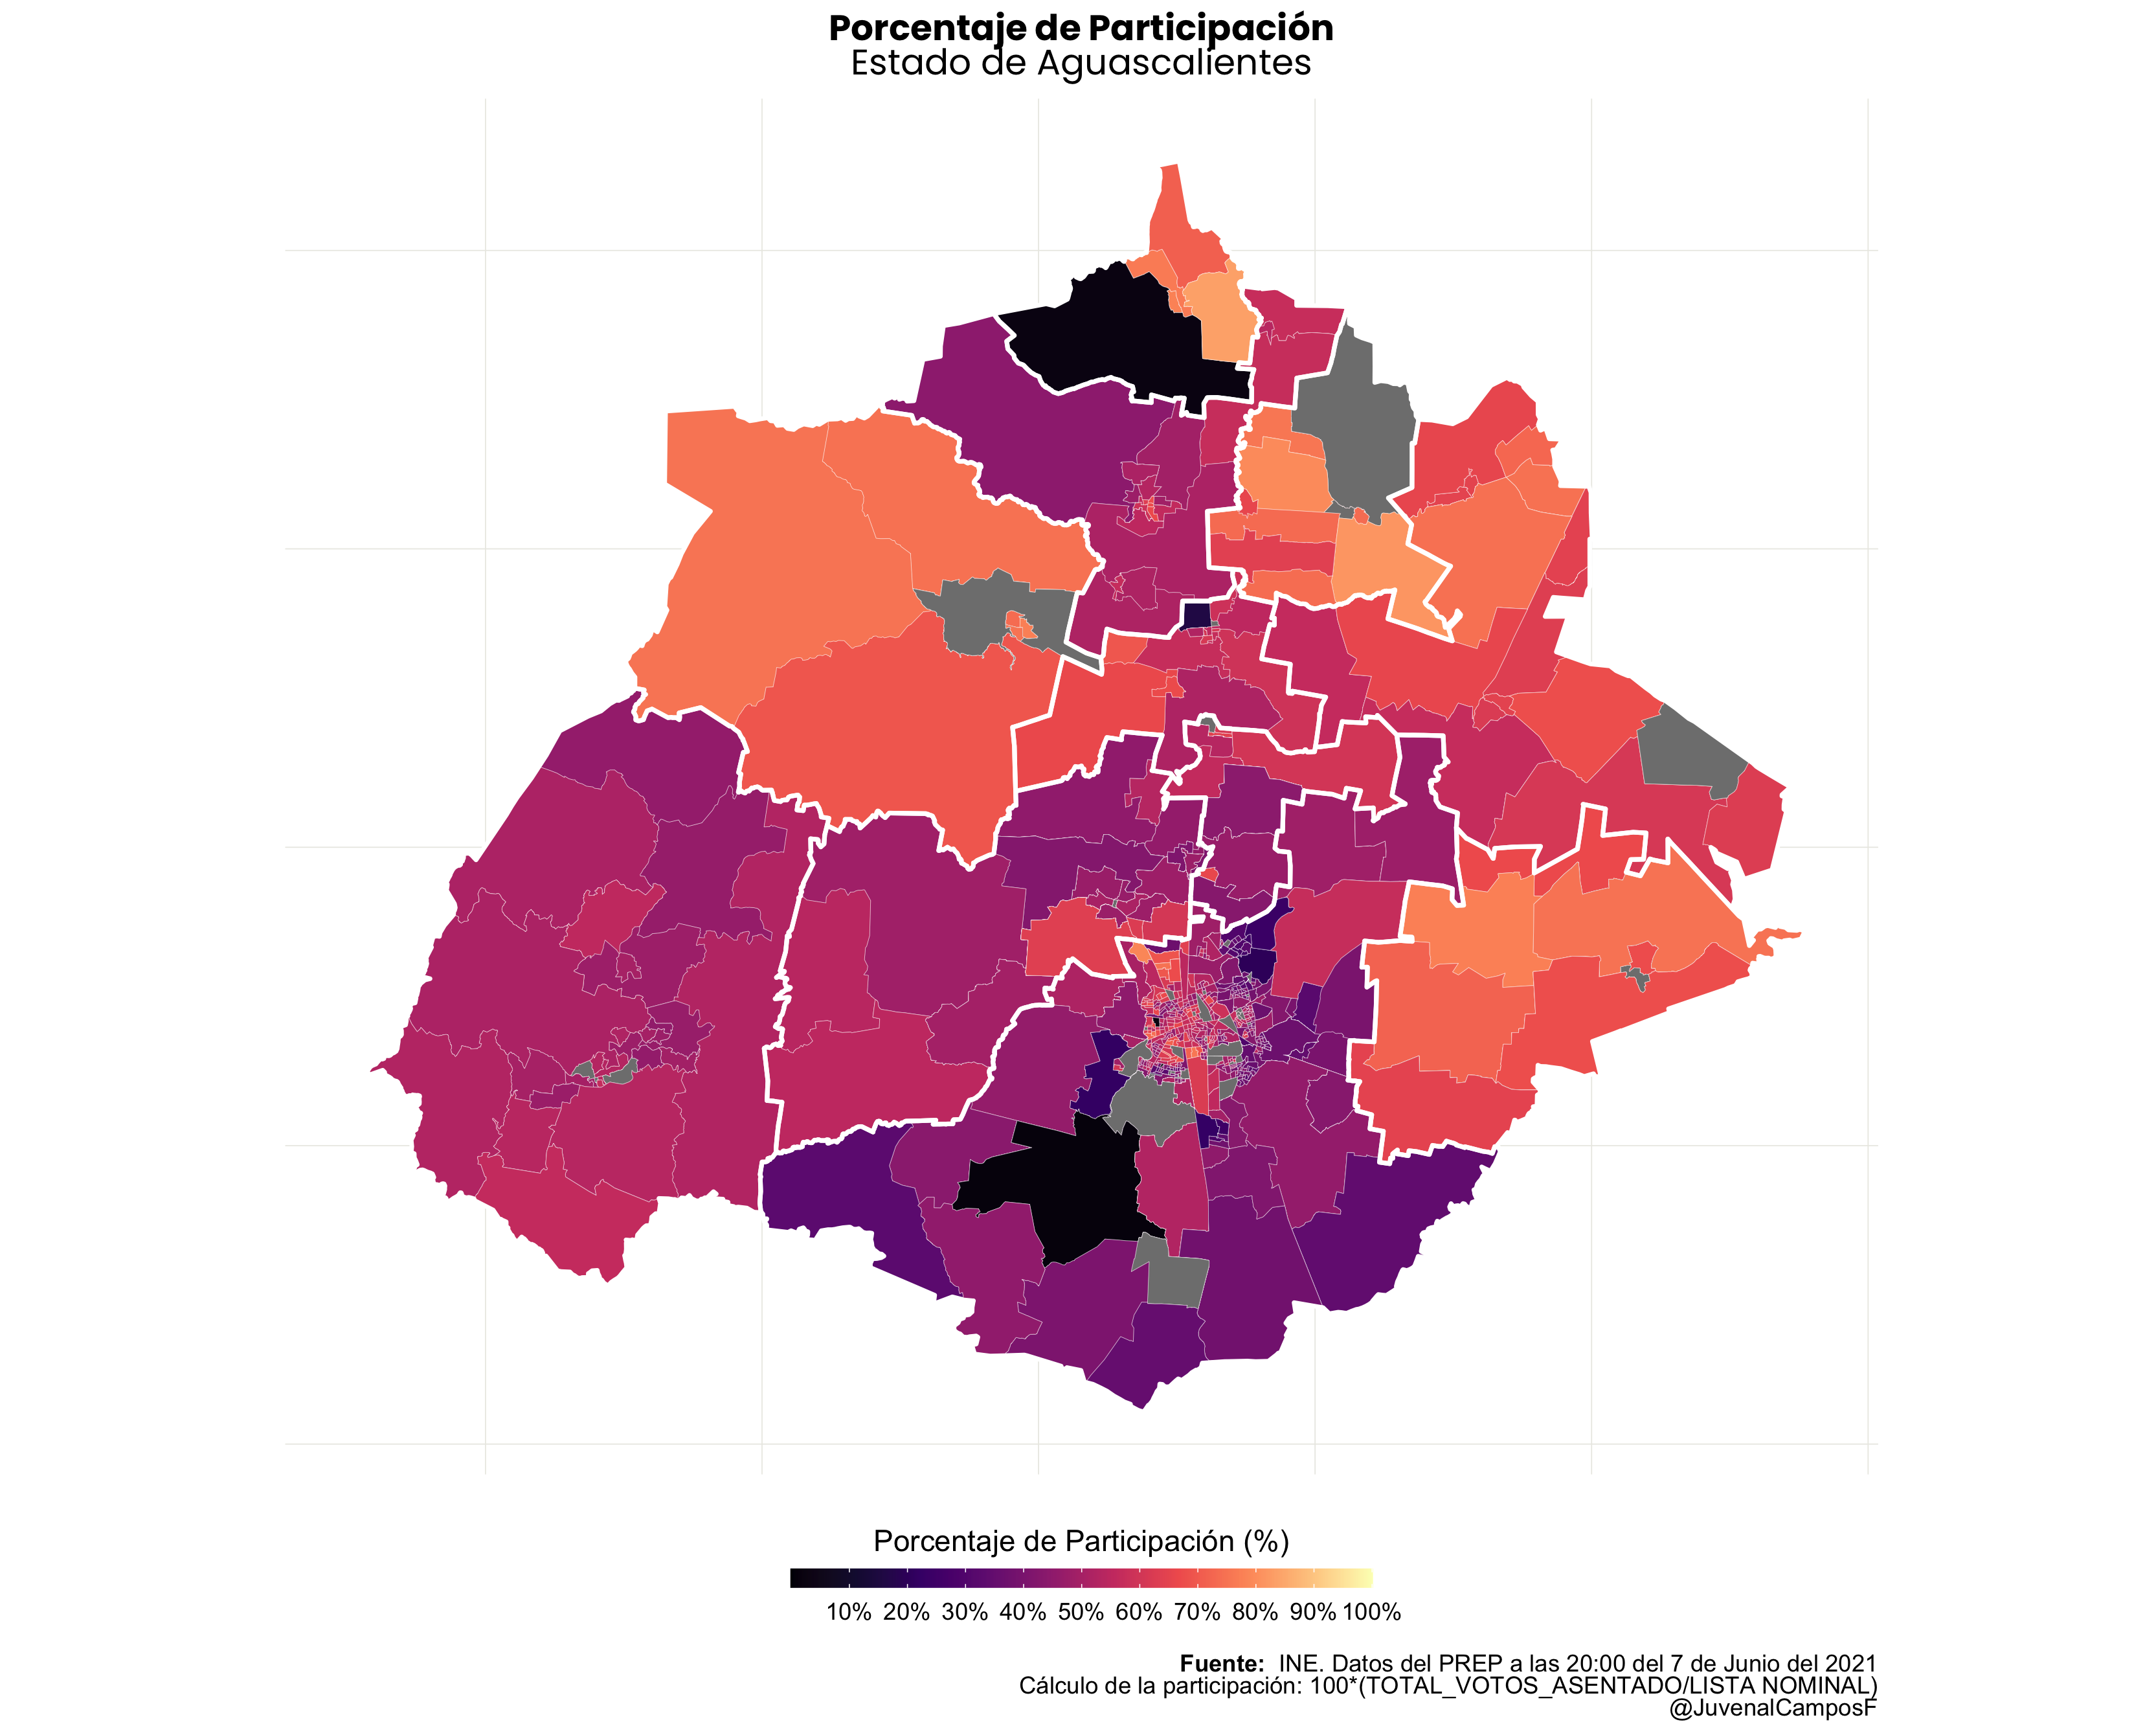 Porcentaje de Participación
Estado de Aguascalientes
Porcentaje de Participación (%)
10% 20% 30% 40% 50% 60% 70% 80% 90% 100%
Fuente: INE. Datos del PREP a las 20:00 del 7 de Junio del 2021
Cálculo de la participación: 100*(TOTAL_VOTOS_ASENTADO/LISTA NOMINAL)
@JuvenalCamposF